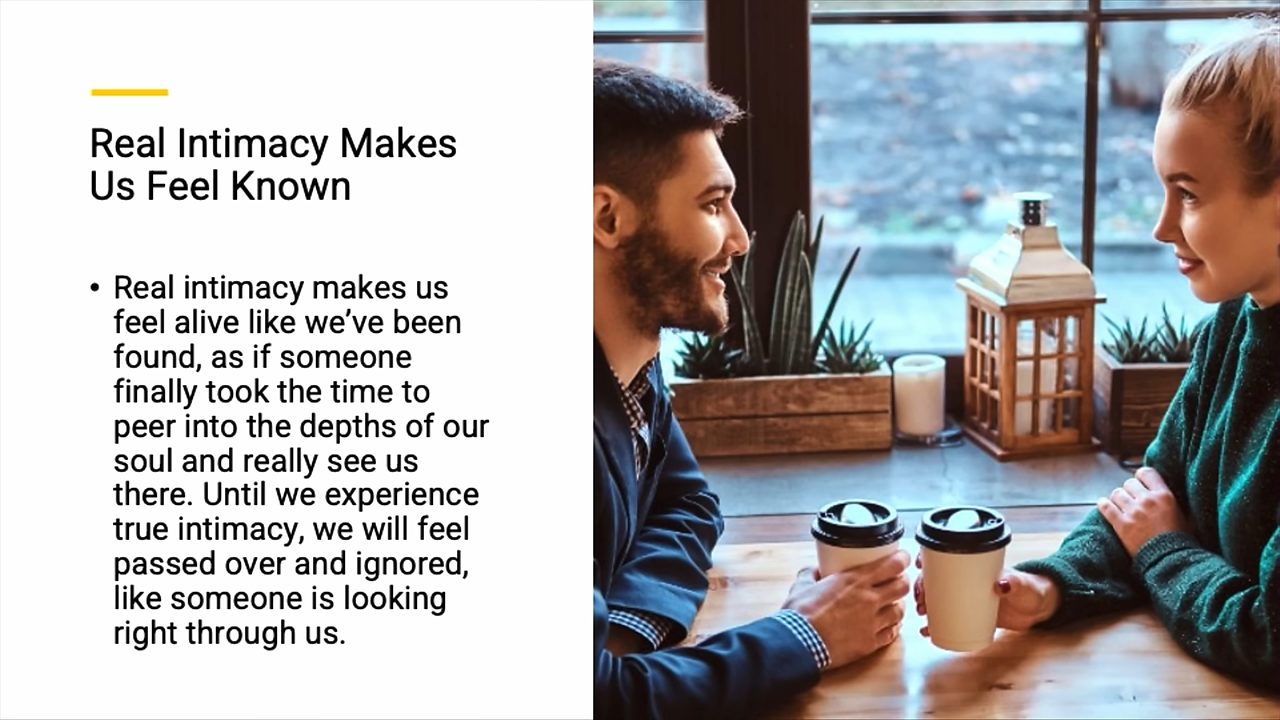 Real Intimacy Makes
Us Feel Known
• Real intimacy makes us
feel alive like we’ve been
found, as if someone
finally took the time to
peer into the depths of our
soul and really see us
there. Until we experience
true intimacy, we will feel
passed over and ignored,
like someone is looking
right through us.